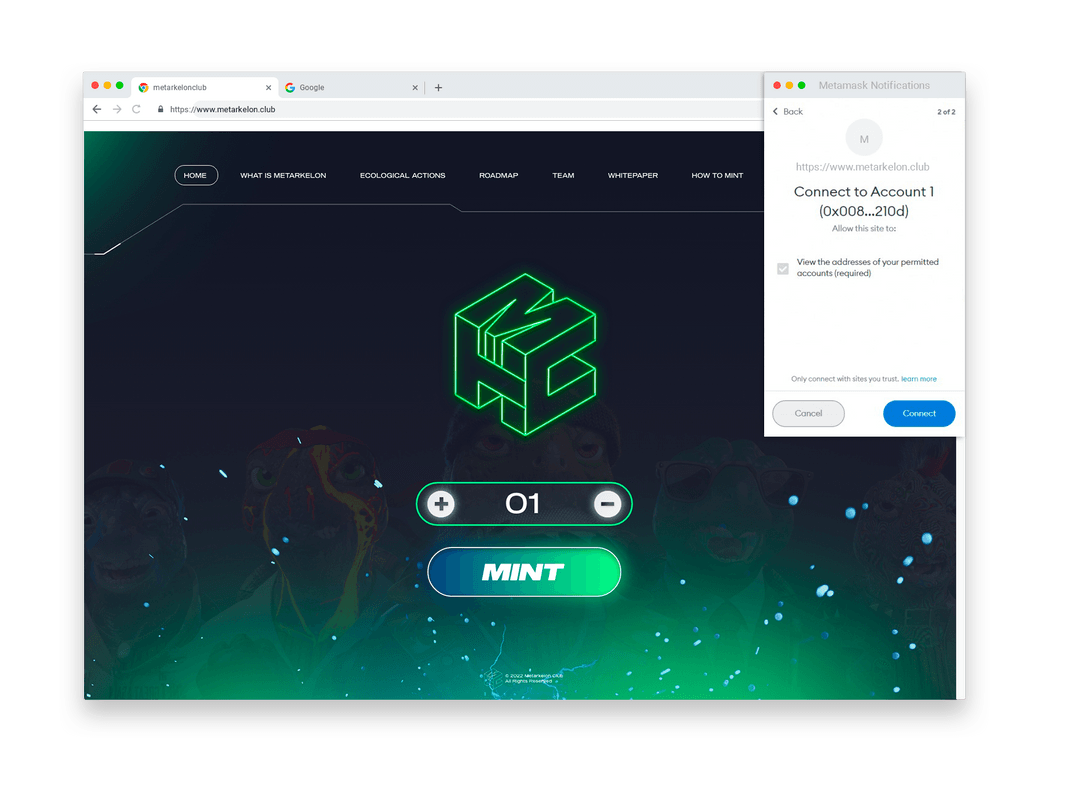 metarkelonclub
Google
https://www.metarkelon.club
HOME
WHAT IS METARKELON
ECOLOGICAL ACTIONS
ROADMAP
TEAM
WHITEPAPER
HOW TO MINT
01
MINT
© 2022 Metarkelon Club
All Rights Reserved
Metamask Notifications
Back
2 of 2
M
https://www.metarkelon.club
Connect to Account 1
(0x008...210d)
Allow this site to:
View the addresses of your permitted
accounts (required)
Only connect with sites you trust. learn more
Cancel
Connect